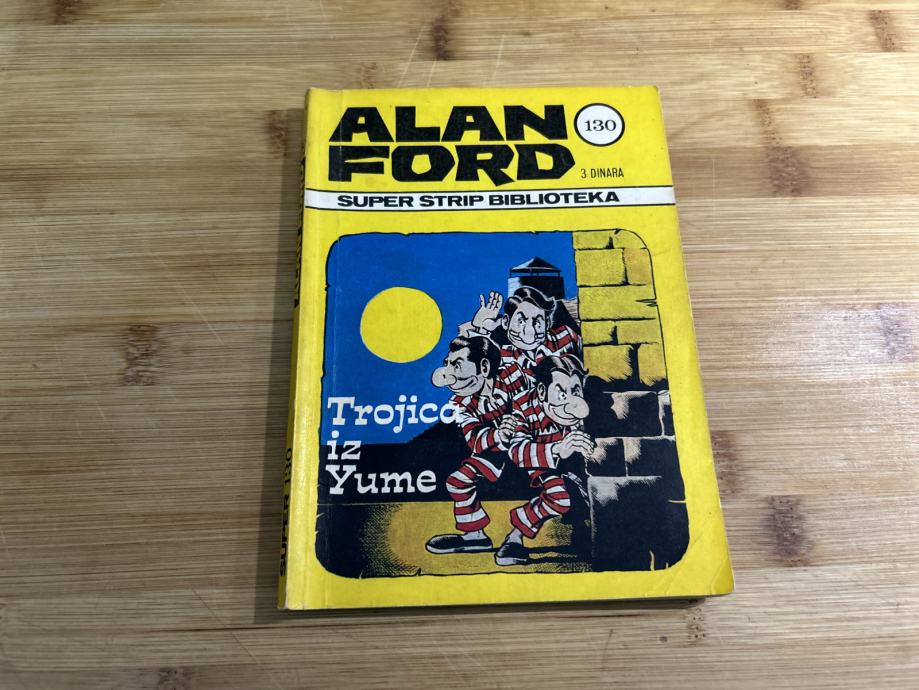 ALAN
FORD
130
3 DINARA
SUPER STRIP BIBLIOTEKA
Trojica
iz
Yume
SUPER 130